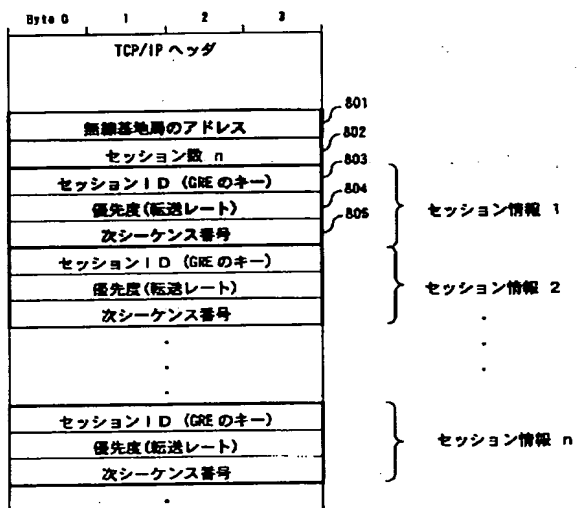 Byte 0 1 2 3
TCP/IP ヘッダ
無線基地局のアドレス 801
セッション数 n 802
セッションID (GREのキー) 803
優先度(転送レート) 804
次シーケンス番号 805
セッション情報 1
セッションID (GREのキー)
優先度(転送レート)
次シーケンス番号
セッション情報 2
セッションID (GREのキー)
優先度(転送レート)
次シーケンス番号
セッション情報 n